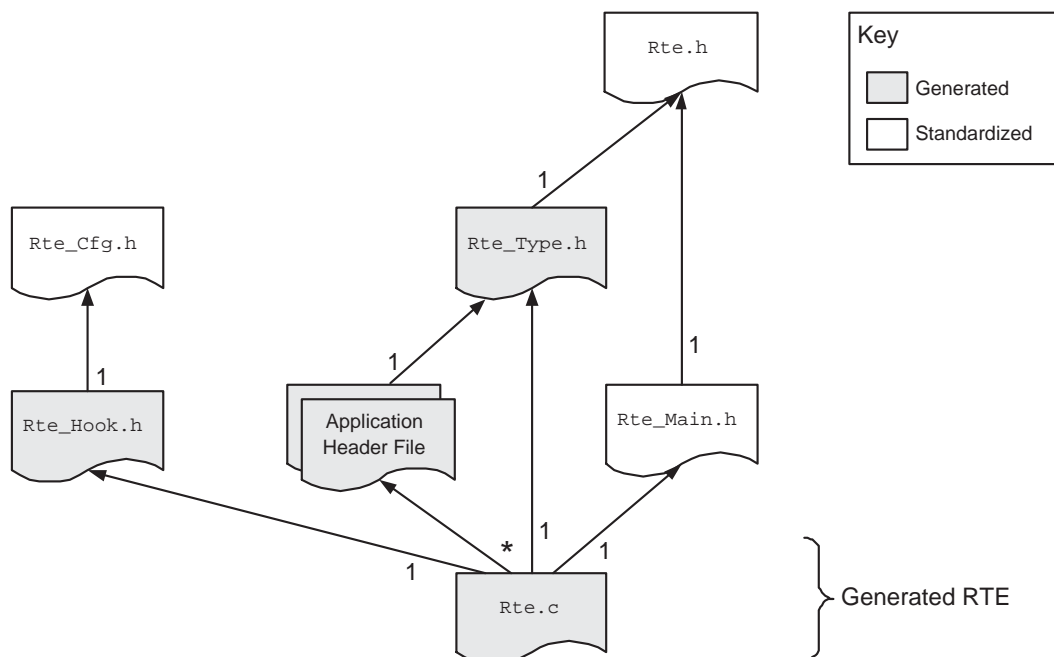 Rte.h
Key
Generated
Standardized
1
Rte_Cfg.h
Rte_Type.h
1
1
1
Rte_Hook.h
Application
Header File
Rte_Main.h
*
1
1
1
Rte.c
Generated RTE